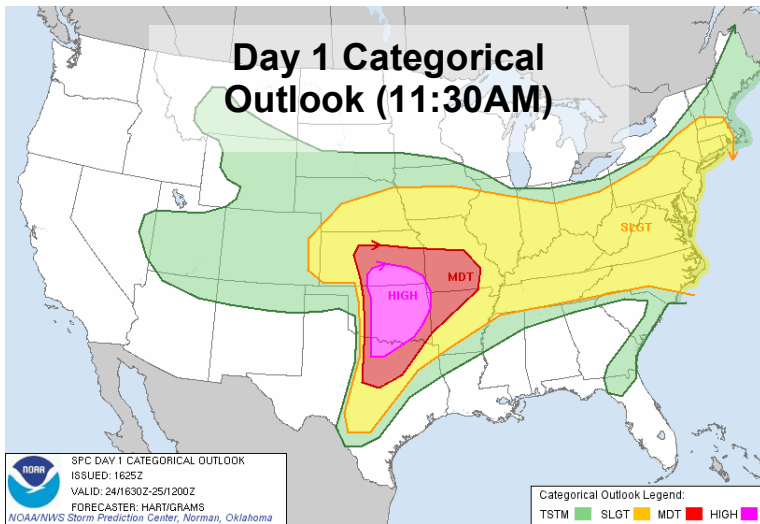 Day 1 Categorical
Outlook (11:30AM)
SLGT
MDT
HIGH
NOAA
SPC DAY 1 CATEGORICAL OUTLOOK
ISSUED: 1625Z
VALID: 24/1630Z-25/1200Z
FORECASTER: HART/GRAMS
NOAA/NWS Storm Prediction Center, Norman, Oklahoma
Categorical Outlook Legend:
TSTM SLGT MDT HIGH